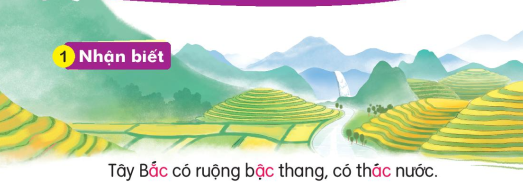 1 Nhận biết
Tây Bắc có ruộng bậc thang, có thác nước.